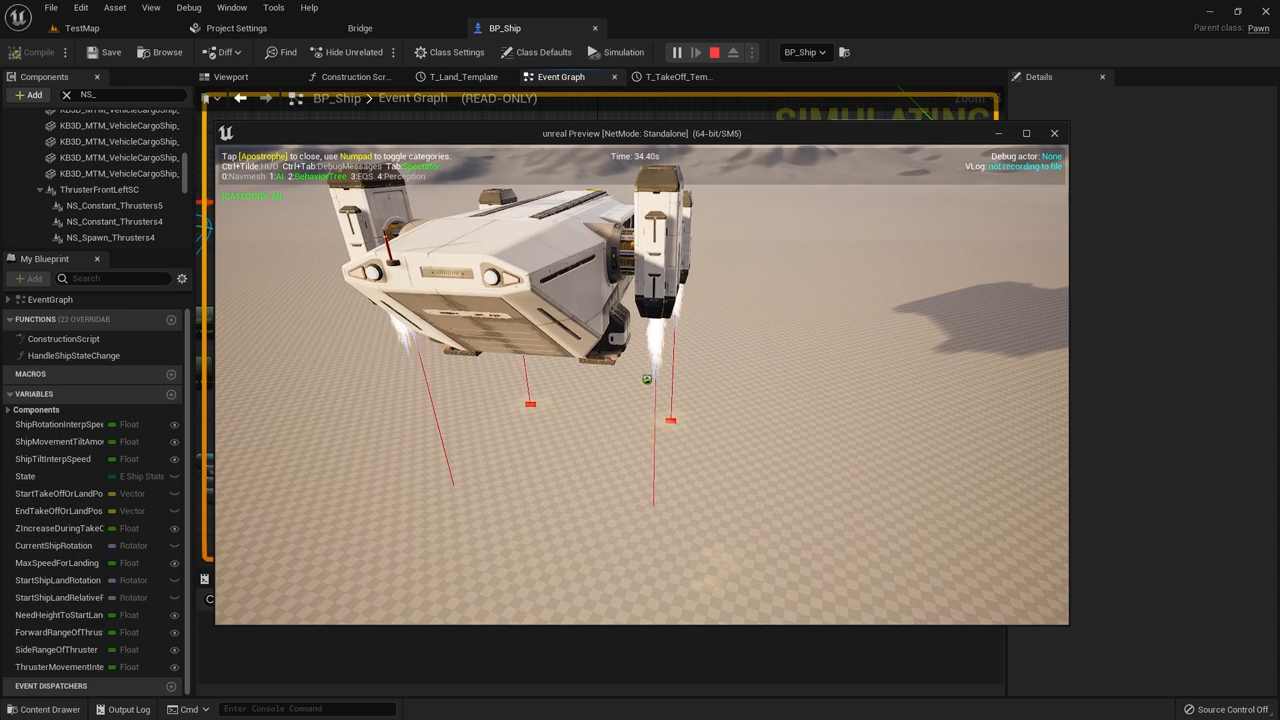 File Edit Asset View Debug Window Tools Help
TestMap Project Settings Bridge BP_Ship
Parent class: Pawn
Compile Save Browse Diff Find Hide Unrelated Class Settings Class Defaults Simulation BP_Ship
Components Viewport Construction Scr... T_Land_Template Event Graph T_TakeOff_Tem... Details
Add NS_
BP_Ship > Event Graph (READ-ONLY) Zoom
SIMULATING
KB3D_MTM_VehicleCargoShip_
KB3D_MTM_VehicleCargoShip_
KB3D_MTM_VehicleCargoShip_
KB3D_MTM_VehicleCargoShip_
KB3D_MTM_VehicleCargoShip_
ThrusterFrontLeftSC
NS_Constant_Thrusters5
NS_Constant_Thrusters4
NS_Spawn_Thrusters4
unreal Preview [NetMode: Standalone] (64-bit/SM5)
Tap [Apostrophe] to close, use Numpad to toggle categories.
Time: 34.40s
Debug actor: None
Ctrl+Tilde:HUD Ctrl+Tab:DebugMessages Tab:Spectator
VLog: not recording to file
0:Navmesh 1:AI 2:BehaviorTree 3:EQS 4:Perception
[CATEGORY: AI]
My Blueprint
Add Search
EventGraph
FUNCTIONS (22 OVERRIDAB
ConstructionScript
HandleShipStateChange
MACROS
VARIABLES
Components
ShipRotationInterpSpee Float
ShipMovementTiltAmou Float
ShipTiltInterpSpeed Float
State E Ship State
StartTakeOffOrLandPo Vector
EndTakeOffOrLandPos Vector
ZIncreaseDuringTakeO Float
CurrentShipRotation Rotator
MaxSpeedForLanding Float
StartShipLandRotation Rotator
StartShipLandRelativeR Rotator
NeedHeightToStartLan Float
ForwardRangeOfThrus Float
SideRangeOfThruster Float
ThrusterMovementInte Float
EVENT DISPATCHERS
Content Drawer Output Log Cmd Enter Console Command Source Control Off